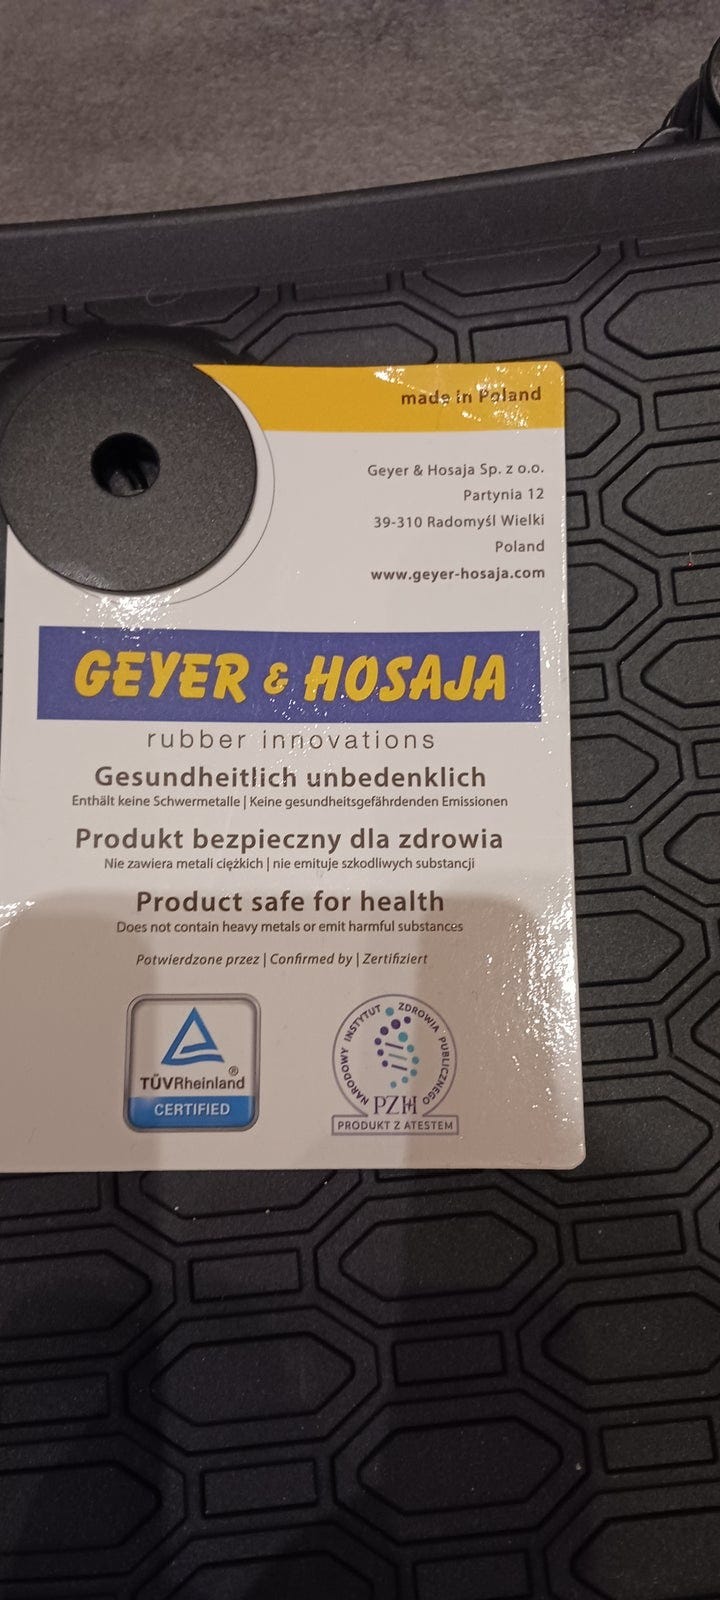 made in Poland
Geyer & Hosaja Sp. z o.o.
Partynia 12
39-310 Radomyśl Wielki
Poland
www.geyer-hosaja.com
GEYER & HOSAJA
rubber innovations
Gesundheitlich unbedenklich
Enthält keine Schwermetalle | Keine gesundheitsgefährdenden Emissionen
Produkt bezpieczny dla zdrowia
Nie zawiera metali ciężkich | nie emituje szkodliwych substancji
Product safe for health
Does not contain heavy metals or emit harmful substances
Potwierdzone przez | Confirmed by | Zertifiziert
TÜVRheinland®
CERTIFIED
NARODOWY INSTYTUT ZDROWIA PUBLICZNEGO
PZH
PRODUKT Z ATESTEM